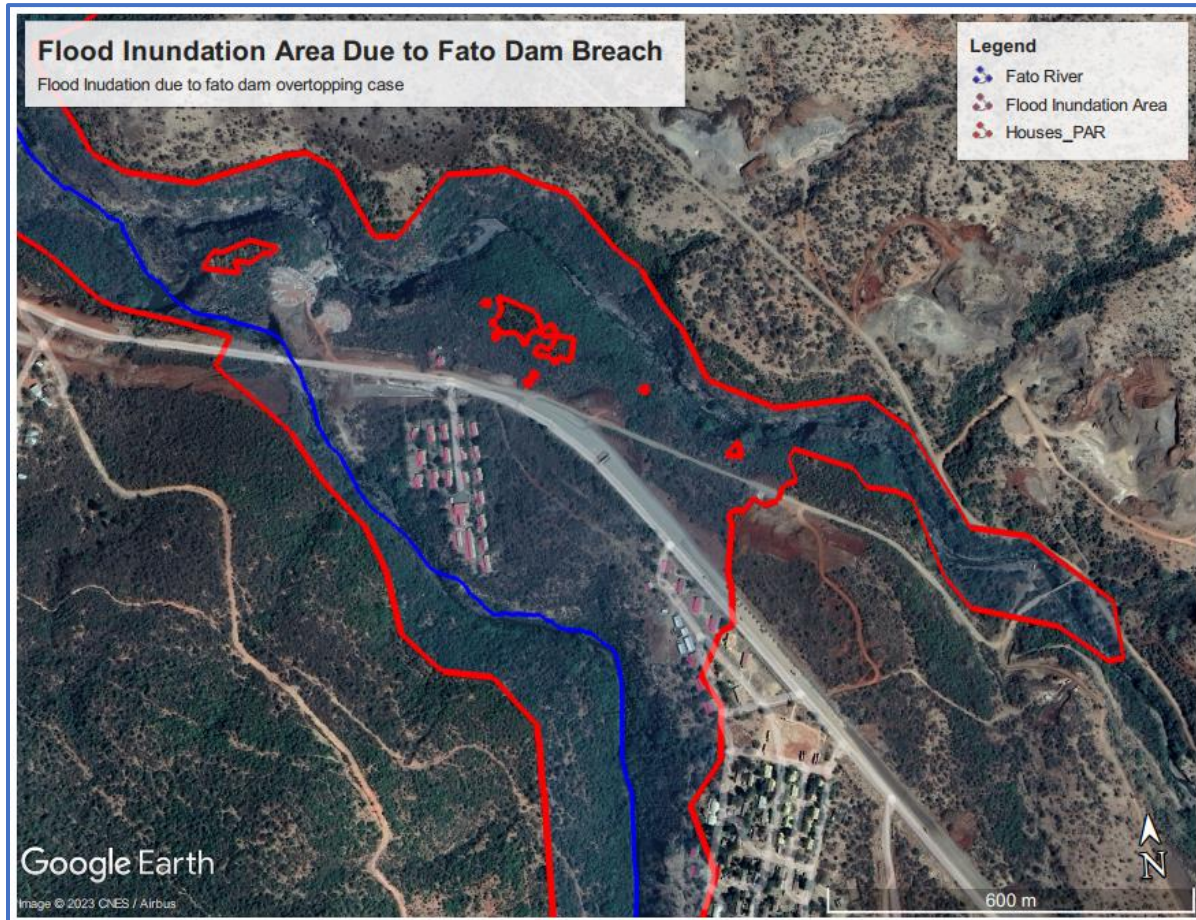 Flood Inundation Area Due to Fato Dam Breach
Flood Inudation due to fato dam overtopping case
Legend
Fato River
Flood Inundation Area
Houses_PAR
Google Earth
Image © 2023 CNES / Airbus
N
600 m